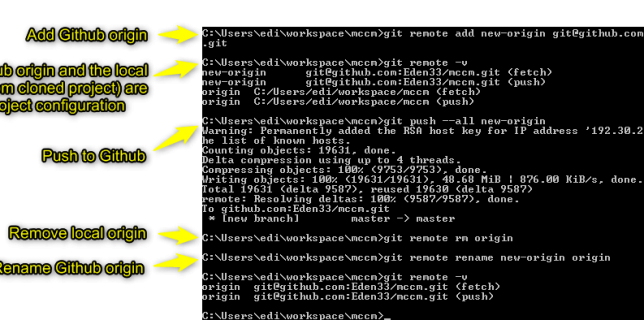 Add Github origin
C:\Users\edi\workspace\mccm>git remote add new-origin git@github.com
.git
C:\Users\edi\workspace\mccm>git remote -v
new-origin git@github.com:Eden33/mccm.git (fetch)
new-origin git@github.com:Eden33/mccm.git (push)
origin C:/Users/edi/workspace/mccm (fetch)
origin C:/Users/edi/workspace/mccm (push)
ub origin and the local
om cloned project) are
oject configuration
C:\Users\edi\workspace\mccm>git push --all new-origin
Warning: Permanently added the RSA host key for IP address '192.30.2
he list of known hosts.
Counting objects: 19631, done.
Delta compression using up to 4 threads.
Compressing objects: 100% (9753/9753), done.
Writing objects: 100% (19631/19631), 48.68 MiB | 876.00 KiB/s, done.
Total 19631 (delta 9587), reused 19630 (delta 9587)
remote: Resolving deltas: 100% (9587/9587), done.
To github.com:Eden33/mccm.git
* [new branch] master -> master
Push to Github
Remove local origin
C:\Users\edi\workspace\mccm>git remote rm origin
Rename Github origin
C:\Users\edi\workspace\mccm>git remote rename new-origin origin
C:\Users\edi\workspace\mccm>git remote -v
origin git@github.com:Eden33/mccm.git (fetch)
origin git@github.com:Eden33/mccm.git (push)
C:\Users\edi\workspace\mccm>_